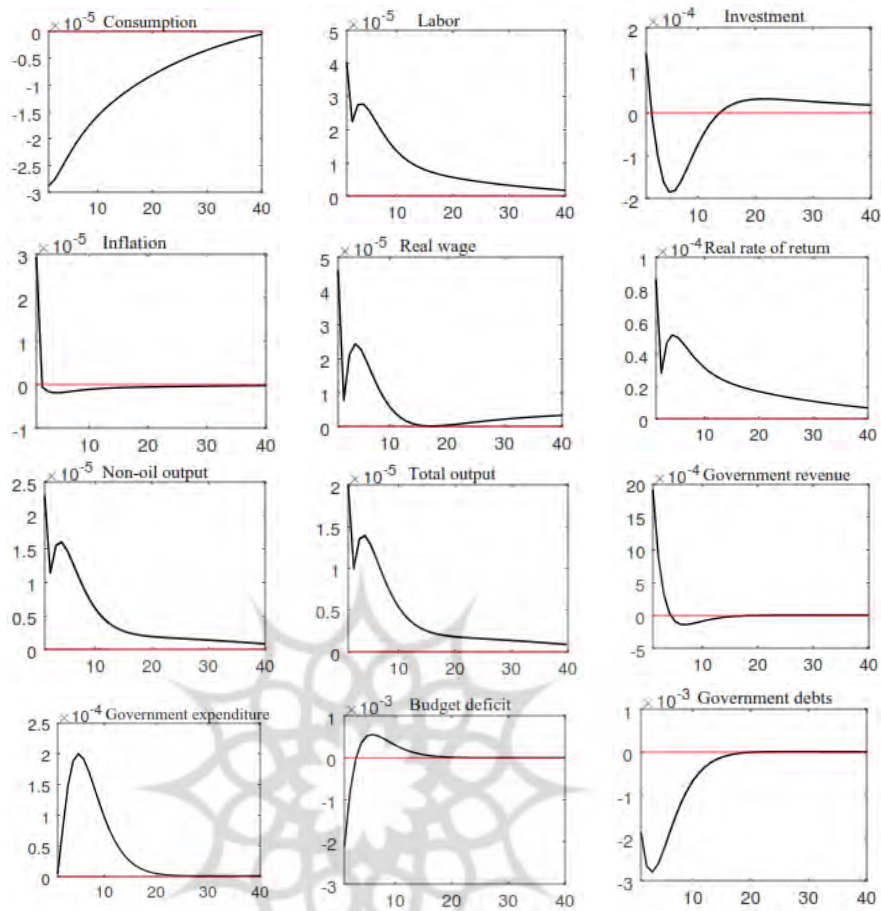 × 10⁻⁵ Consumption
0
-0.5
-1
-1.5
-2
-2.5
-3
10 20 30 40
× 10⁻⁵ Labor
5
4
3
2
1
0
10 20 30 40
× 10⁻⁴ Investment
2
1
0
-1
-2
10 20 30 40
× 10⁻⁵ Inflation
3
2
1
0
-1
10 20 30 40
× 10⁻⁵ Real wage
5
4
3
2
1
0
10 20 30 40
× 10⁻⁴ Real rate of return
1
0.8
0.6
0.4
0.2
0
10 20 30 40
× 10⁻⁵ Non-oil output
2.5
2
1.5
1
0.5
0
10 20 30 40
× 10⁻⁵ Total output
2
1.5
1
0.5
0
10 20 30 40
× 10⁻⁴ Government revenue
20
15
10
5
0
-5
10 20 30 40
× 10⁻⁴ Government expenditure
2.5
2
1.5
1
0.5
0
10 20 30 40
× 10⁻³ Budget deficit
1
0
-1
-2
-3
10 20 30 40
× 10⁻³ Government debts
1
0
-1
-2
-3
10 20 30 40